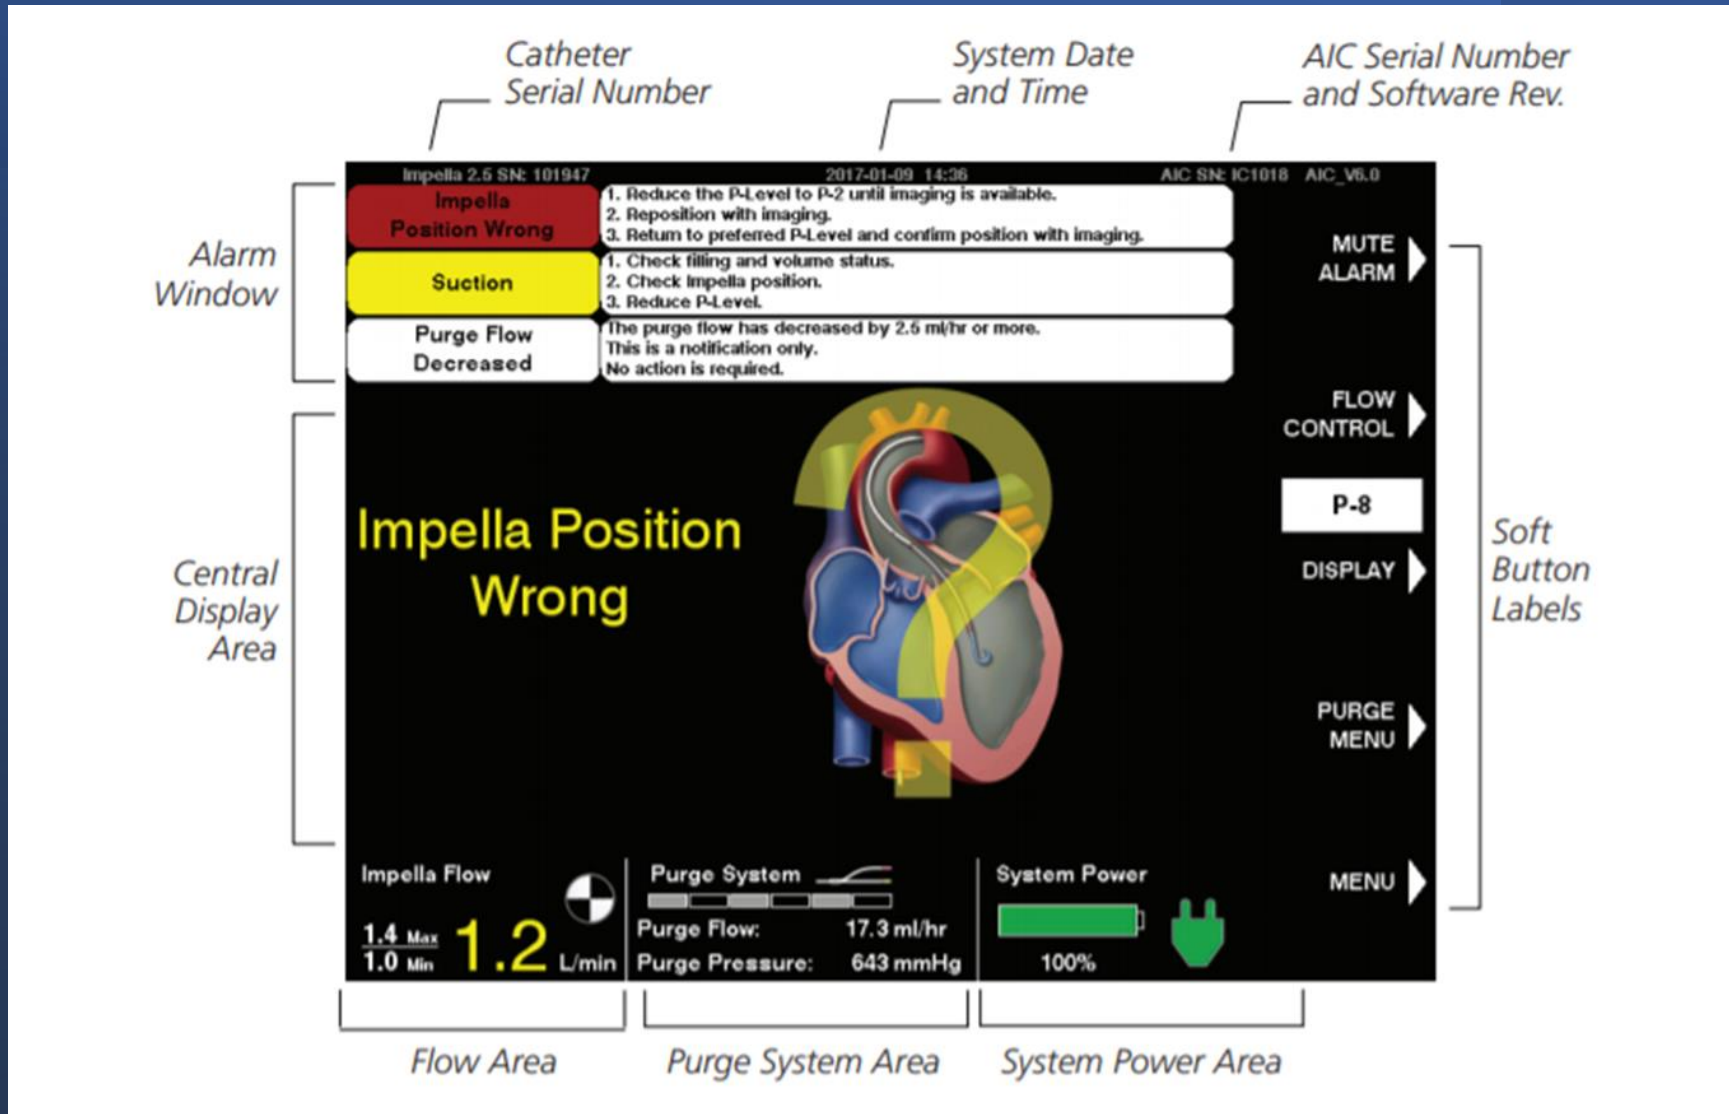 Catheter
Serial Number
System Date
and Time
AIC Serial Number
and Software Rev.
Impella 2.5 SN: 101947
2017-01-09 14:36
AIC SN: IC1018 AIC_V6.0
Alarm
Window
Impella
Position Wrong
1. Reduce the P-Level to P-2 until imaging is available.
2. Reposition with imaging.
3. Return to preferred P-Level and confirm position with imaging.
Suction
1. Check filling and volume status.
2. Check Impella position.
3. Reduce P-Level.
Purge Flow
Decreased
The purge flow has decreased by 2.5 ml/hr or more.
This is a notification only.
No action is required.
MUTE
ALARM
FLOW
CONTROL
P-8
DISPLAY
PURGE
MENU
MENU
Soft
Button
Labels
Central
Display
Area
Impella Position
Wrong
Impella Flow
1.4 Max
1.0 Min
1.2 L/min
Purge System
Purge Flow: 17.3 ml/hr
Purge Pressure: 643 mmHg
System Power
100%
Flow Area
Purge System Area
System Power Area